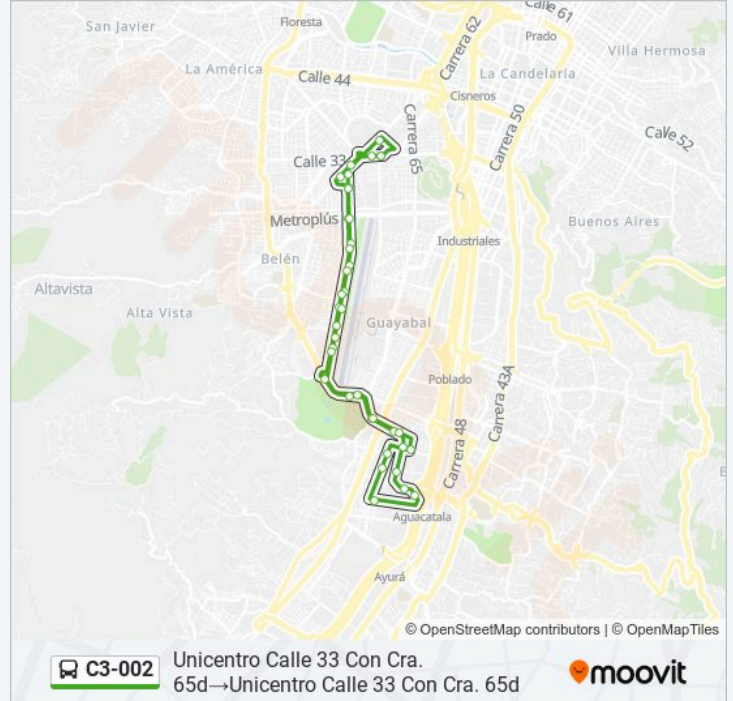 Calle 61
San Javier
Floresta
Carrera 62
Prado
Villa Hermosa
La América
Calle 44
La Candelaria
Cisneros
Carrera 50
Carrera 65
Calle 52
Calle 33
Metroplús
Buenos Aires
Industriales
Belén
Altavista
Alta Vista
Guayabal
Poblado
Carrera 43A
Carrera 48
Aguacatala
Ayurá
© OpenStreetMap contributors | © OpenMapTiles
C3-002
Unicentro Calle 33 Con Cra.
65d→Unicentro Calle 33 Con Cra. 65d
moovit